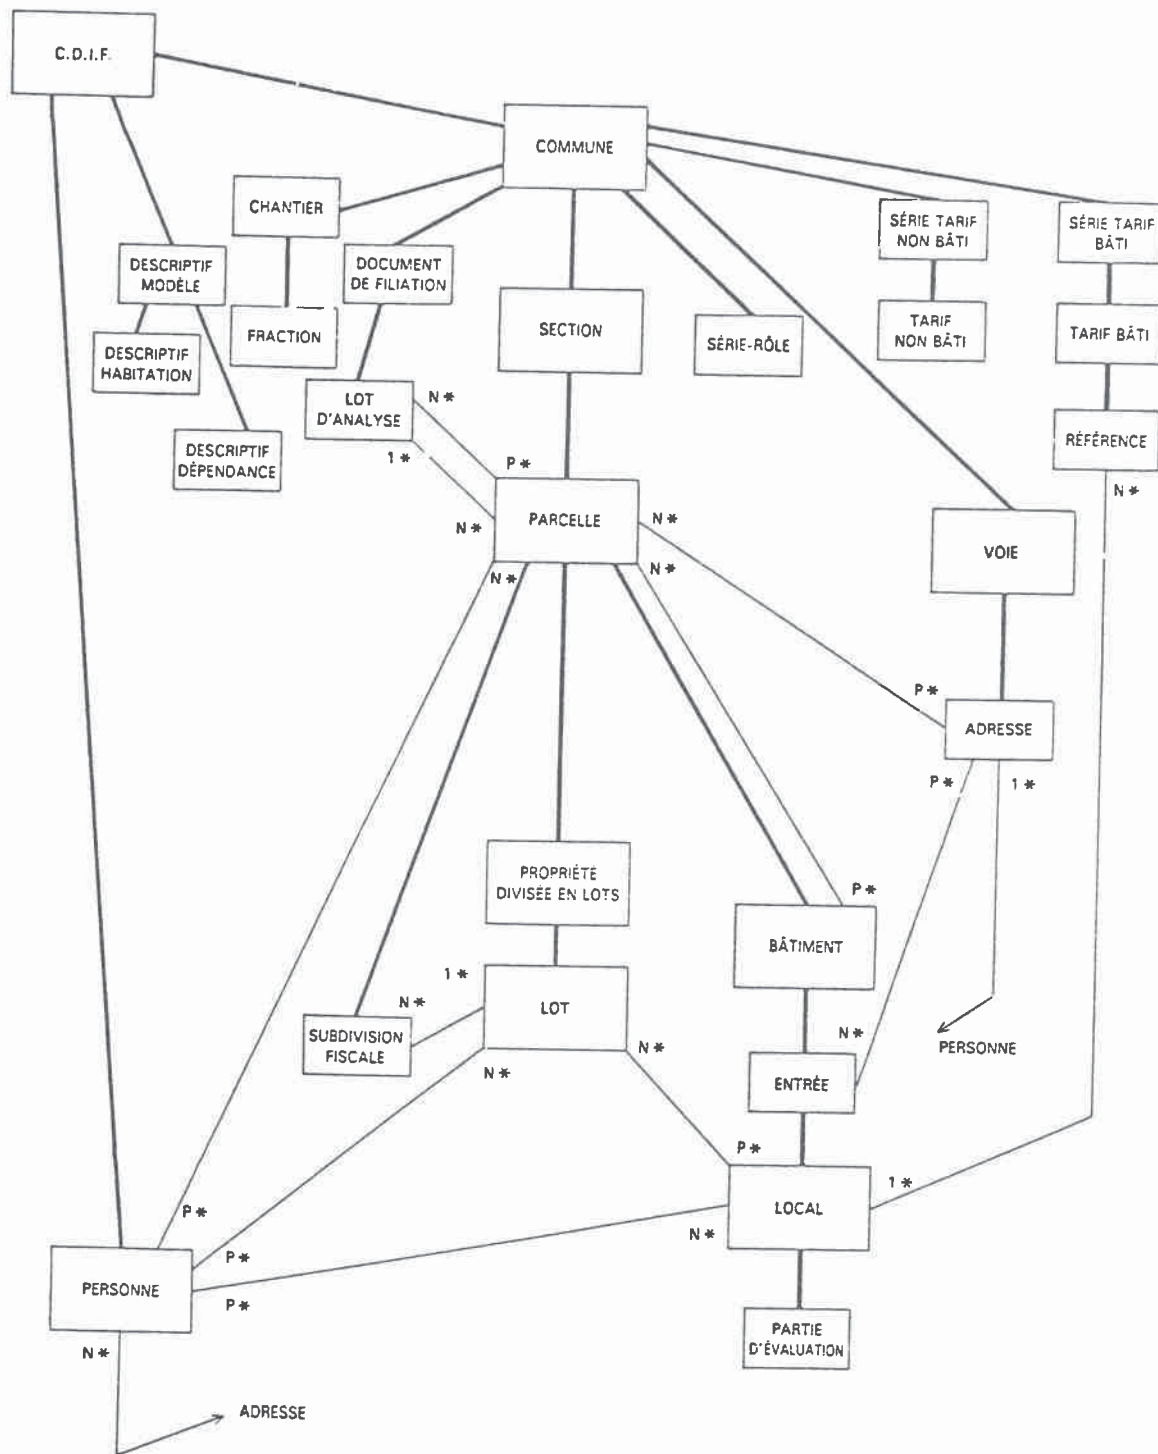 C.D.I.F.
COMMUNE
CHANTIER
SÉRIE TARIF
NON BÂTI
SÉRIE TARIF
BÂTI
DESCRIPTIF
MODÈLE
DOCUMENT
DE FILIATION
SECTION
FRACTION
SÉRIE-RÔLE
TARIF
NON BÂTI
TARIF BÂTI
DESCRIPTIF
HABITATION
LOT
D'ANALYSE
N*
RÉFÉRENCE
DESCRIPTIF
DÉPENDANCE
1*
P*
N*
PARCELLE
N*
N*
VOIE
N*
N*
P*
ADRESSE
P*
1*
PROPRIÉTÉ
DIVISÉE EN LOTS
P*
BÂTIMENT
1*
N*
LOT
SUBDIVISION
FISCALE
N*
N*
N*
PERSONNE
ENTRÉE
P*
1*
LOCAL
P*
N*
P*
PERSONNE
P*
N*
PARTIE
D'ÉVALUATION
ADRESSE